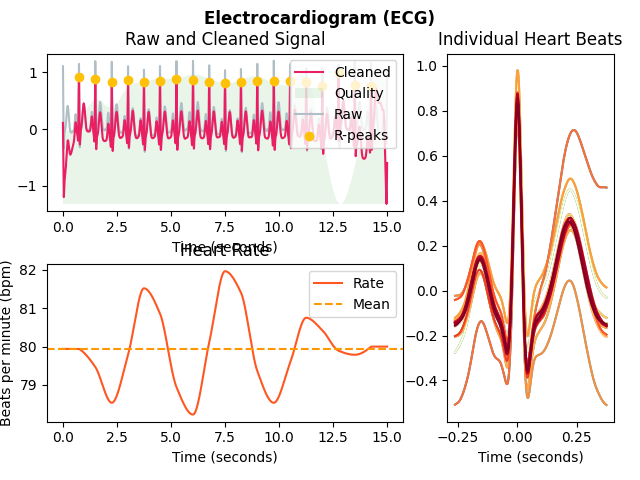 Electrocardiogram (ECG)
Raw and Cleaned Signal
Individual Heart Beats
1
0
−1
Cleaned
Quality
Raw
R-peaks
0.0 2.5 5.0 7.5 10.0 12.5 15.0
Time (seconds)
Heart Rate
82
81
80
79
Beats per minute (bpm)
Rate
Mean
0.0 2.5 5.0 7.5 10.0 12.5 15.0
Time (seconds)
1.0
0.8
0.6
0.4
0.2
0.0
−0.2
−0.4
−0.25 0.00 0.25
Time (seconds)